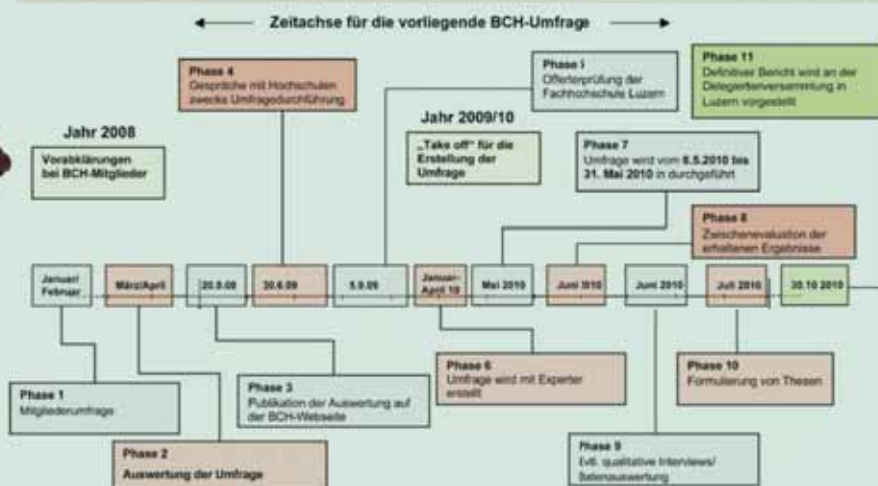 Zeitachse für die vorliegende BCH-Umfrage
Phase 4
Gespräche mit Hochschulen
zwecks Umfragedurchführung
Offertenprüfung der
Fachhochschule Luzern
Phase 11
Definitiver Bericht wird an der
Delegiertenversammlung in
Luzern vorgestellt
Jahr 2008
Vorabklärungen
bei BCH-Mitglieder
Jahr 2009/10
„Take off“ für die
Erstellung der
Umfrage
Phase 7
Umfrage wird vom 6.5.2010 bis
31. Mai 2010 in durchgeführt
Phase 8
Zwischenevaluation der
erhaltenen Ergebnisse
Januar/
Februar
März/April
30.6.09
5.9.09
Januar-
April 10
Mai 2010
Juni 2010
Juni 2010
Juli 2010
30.10 2010
Phase 1
Mitgliederumfrage
Phase 2
Auswertung der Umfrage
Phase 3
Publikation der Auswertung auf
der BCH-Webseite
Phase 6
Umfrage wird mit Experten
erstellt
Phase 9
Evtl. qualitative Interviews/
Datenauswertung
Phase 10
Formulierung von Thesen